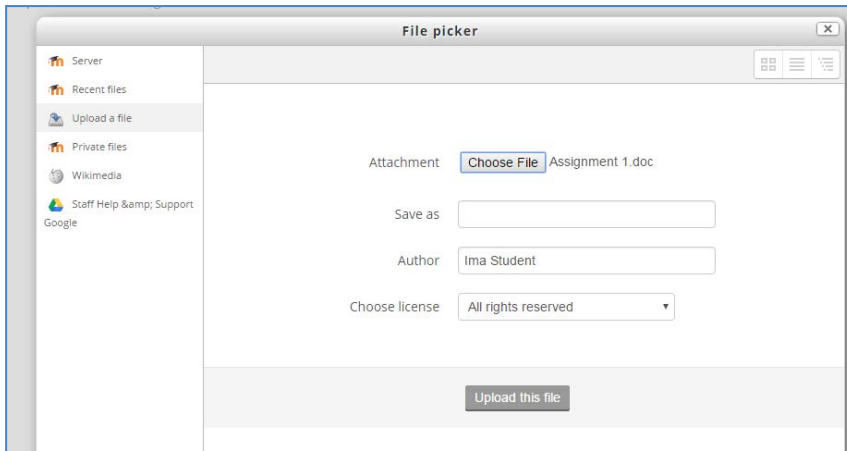 File picker
Server
Recent files
Upload a file
Private files
Wikimedia
Staff Help &amp; Support
Google
Attachment Choose File Assignment 1.doc
Save as
Author Ima Student
Choose license All rights reserved
Upload this file